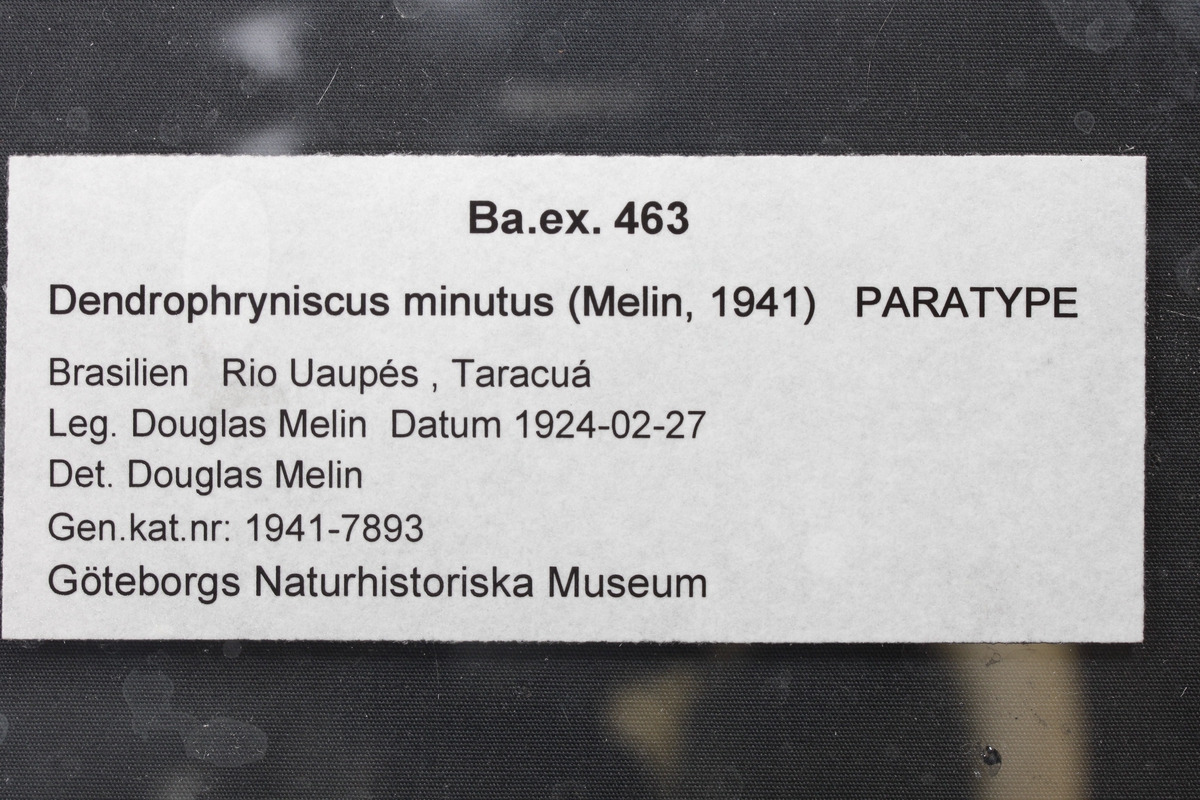 Ba.ex. 463
Dendrophryniscus minutus (Melin, 1941) PARATYPE
Brasilien Rio Uaupés , Taracuá
Leg. Douglas Melin Datum 1924-02-27
Det. Douglas Melin
Gen.kat.nr: 1941-7893
Göteborgs Naturhistoriska Museum